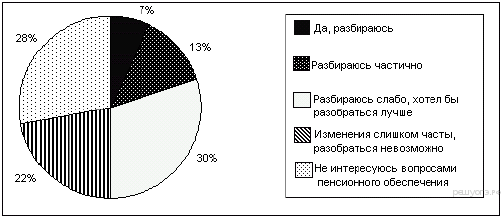 7%
28%
13%
30%
22%
Да, разбираюсь
Разбираюсь частично
Разбираюсь слабо, хотел бы
разобраться лучше
Изменения слишком часты,
разобраться невозможно
Не интересуюсь вопросами
пенсионного обеспечения